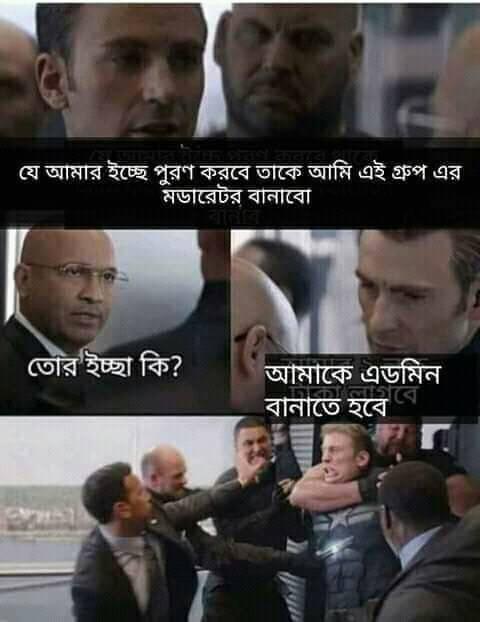 যে আমার ইচ্ছে পুরণ করবে তাকে আমি এই গ্রুপ এর
মডারেটর বানাবো
তোর ইচ্ছা কি?
আমাকে এডমিন
বানাতে হবে